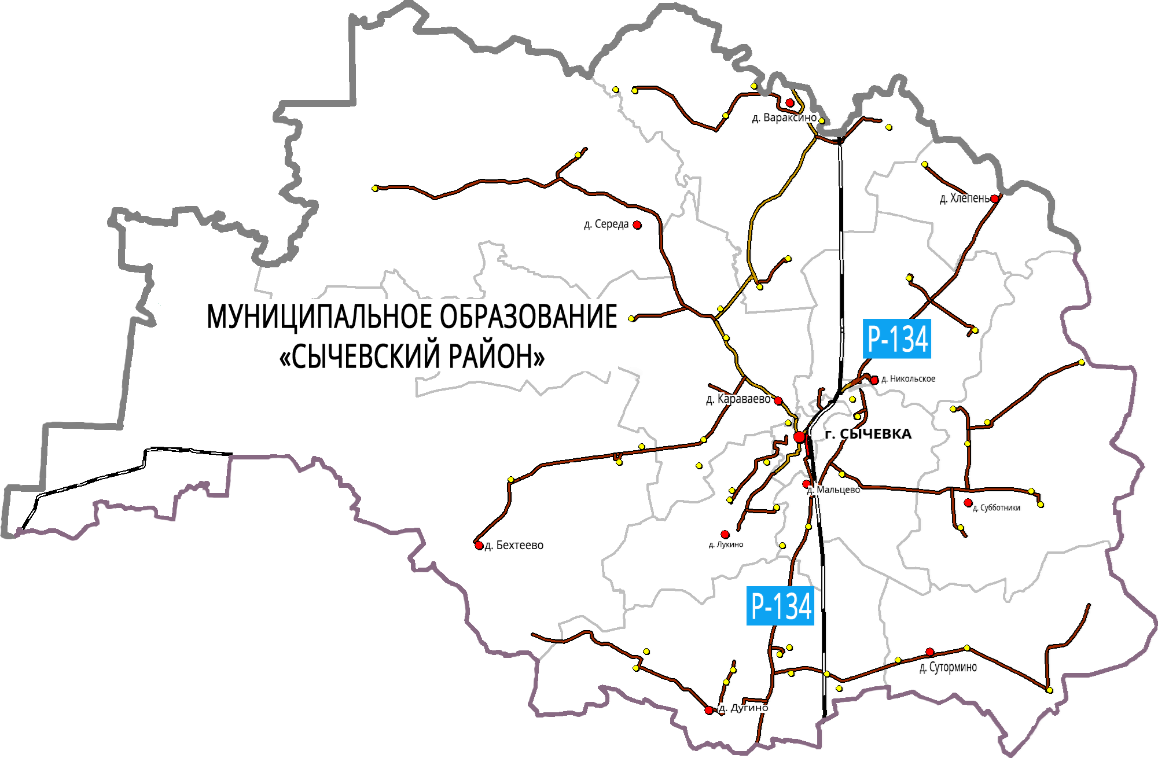 д. Вараксино
д. Хлепень
д. Середа
МУНИЦИПАЛЬНОЕ ОБРАЗОВАНИЕ
«СЫЧЕВСКИЙ РАЙОН»
Р-134
д. Никольское
д. Караваево
г. СЫЧЕВКА
д. Мальцево
д. Субботники
д. Лукино
д. Бехтеево
Р-134
д. Сутормино
д. Дугино